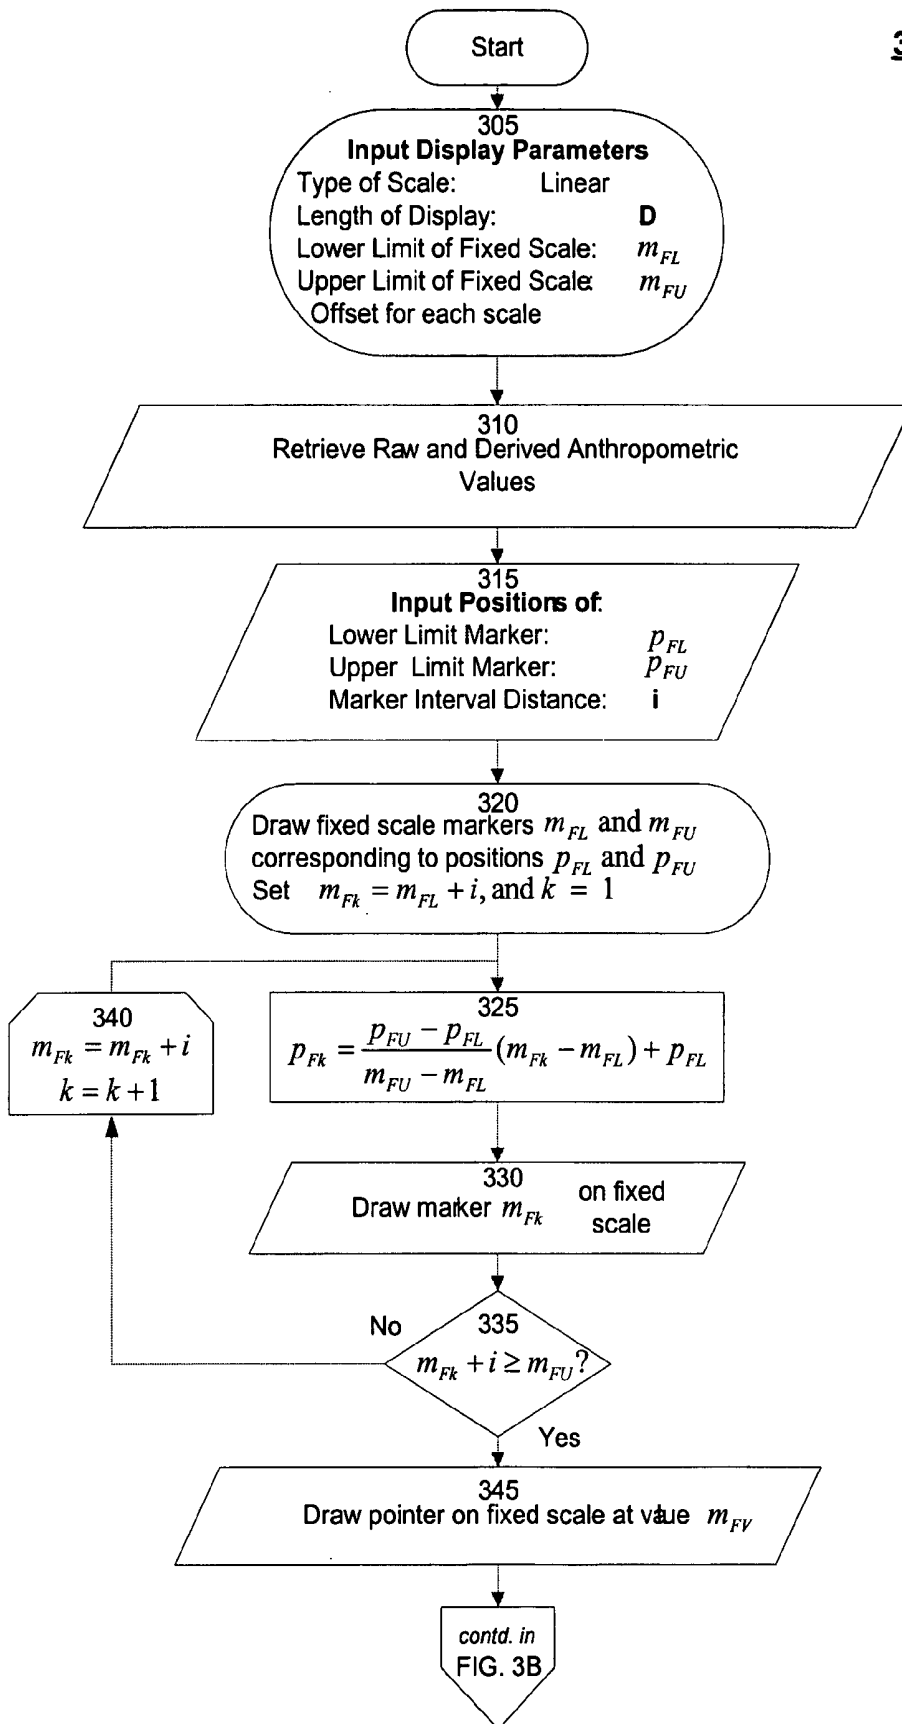 Start
3
305
Input Display Parameters
Type of Scale: Linear
Length of Display: D
Lower Limit of Fixed Scale: m_FL
Upper Limit of Fixed Scale: m_FU
Offset for each scale
310
Retrieve Raw and Derived Anthropometric
Values
315
Input Positions of:
Lower Limit Marker: p_FL
Upper Limit Marker: p_FU
Marker Interval Distance: i
320
Draw fixed scale markers m_FL and m_FU
corresponding to positions p_FL and p_FU
Set m_Fk = m_FL + i, and k = 1
340
m_Fk = m_Fk + i
k = k + 1
325
p_Fk = (p_FU − p_FL)/(m_FU − m_FL) (m_Fk − m_FL) + p_FL
330
Draw marker m_Fk on fixed
scale
No
335
m_Fk + i ≥ m_FU?
Yes
345
Draw pointer on fixed scale at value m_FV
contd. in
FIG. 3B